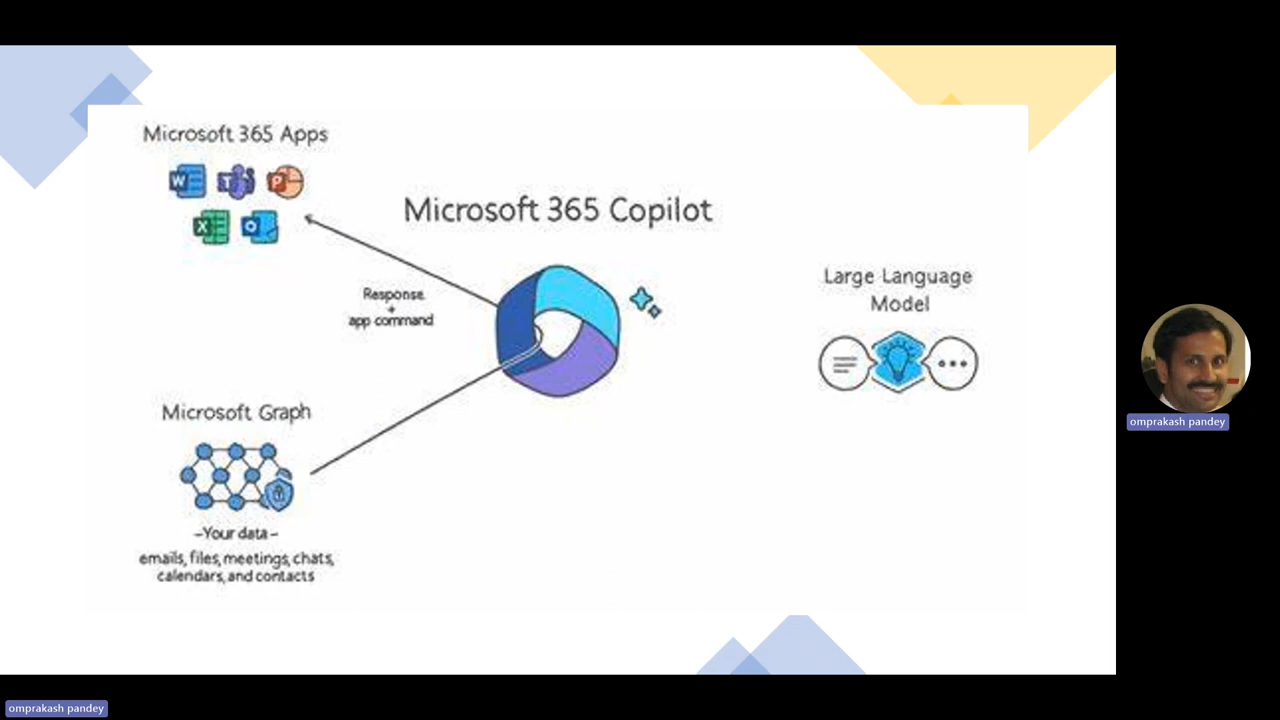 Microsoft 365 Apps
W
T
P
X
O
Microsoft 365 Copilot
Response
+
app command
Large Language
Model
Microsoft Graph
-Your data-
emails, files, meetings, chats,
calendars, and contacts
omprakash pandey
omprakash pandey